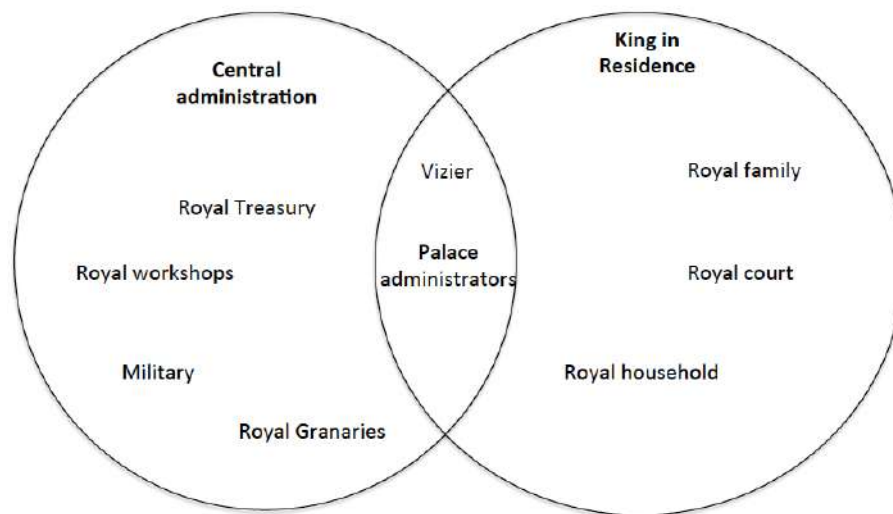 Central
administration
Royal Treasury
Royal workshops
Military
Royal Granaries
Vizier
Palace
administrators
King in
Residence
Royal family
Royal court
Royal household